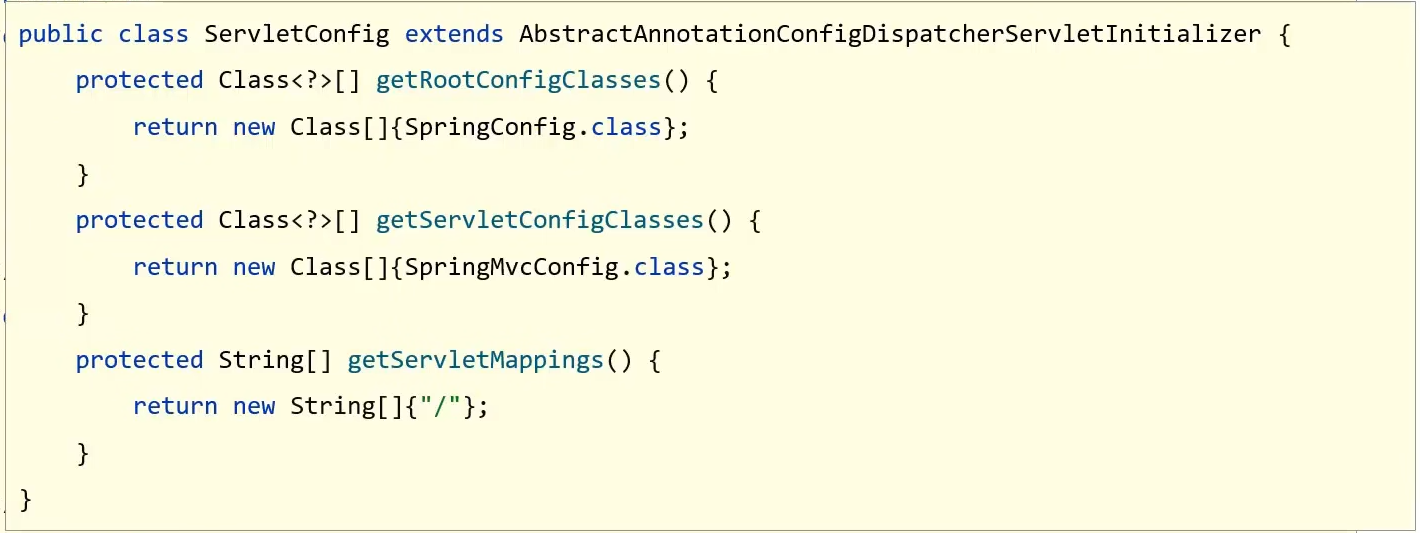 public class ServletConfig extends AbstractAnnotationConfigDispatcherServletInitializer {
    protected Class<?>[] getRootConfigClasses() {
        return new Class[]{SpringConfig.class};
    }
    protected Class<?>[] getServletConfigClasses() {
        return new Class[]{SpringMvcConfig.class};
    }
    protected String[] getServletMappings() {
        return new String[]{"/"};
    }
}